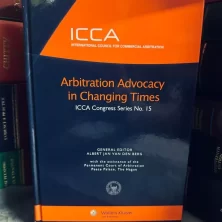 ICCA
INTERNATIONAL COUNCIL FOR COMMERCIAL ARBITRATION
Arbitration Advocacy
in Changing Times
ICCA Congress Series No. 15
GENERAL EDITOR
ALBERT JAN VAN DEN BERG
with the assistance of the
Permanent Court of Arbitration
Peace Palace, The Hague